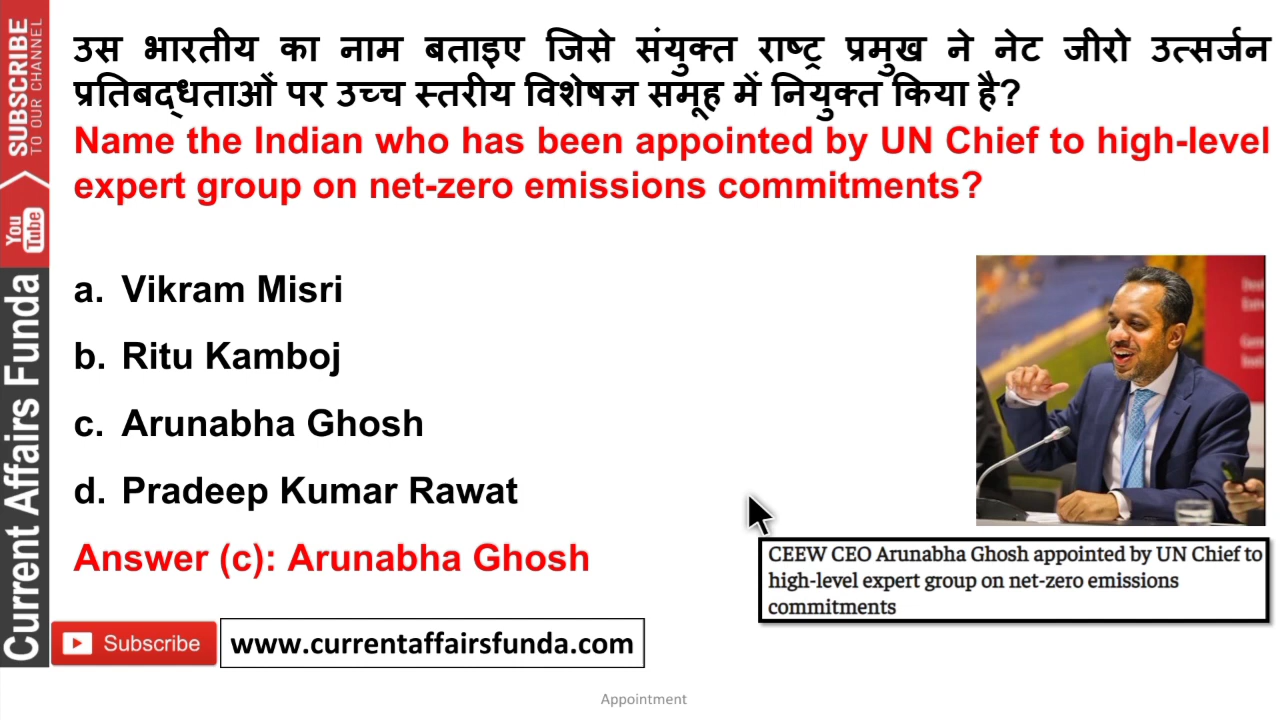 SUBSCRIBE
TO OUR CHANNEL
You
Tube
Current Affairs Funda
उस भारतीय का नाम बताइए जिसे संयुक्त राष्ट्र प्रमुख ने नेट जीरो उत्सर्जन
प्रतिबद्धताओं पर उच्च स्तरीय विशेषज्ञ समूह में नियुक्त किया है?
Name the Indian who has been appointed by UN Chief to high-level
expert group on net-zero emissions commitments?
a. Vikram Misri
b. Ritu Kamboj
c. Arunabha Ghosh
d. Pradeep Kumar Rawat
Answer (c): Arunabha Ghosh
CEEW CEO Arunabha Ghosh appointed by UN Chief to
high-level expert group on net-zero emissions
commitments
Subscribe
www.currentaffairsfunda.com
Appointment